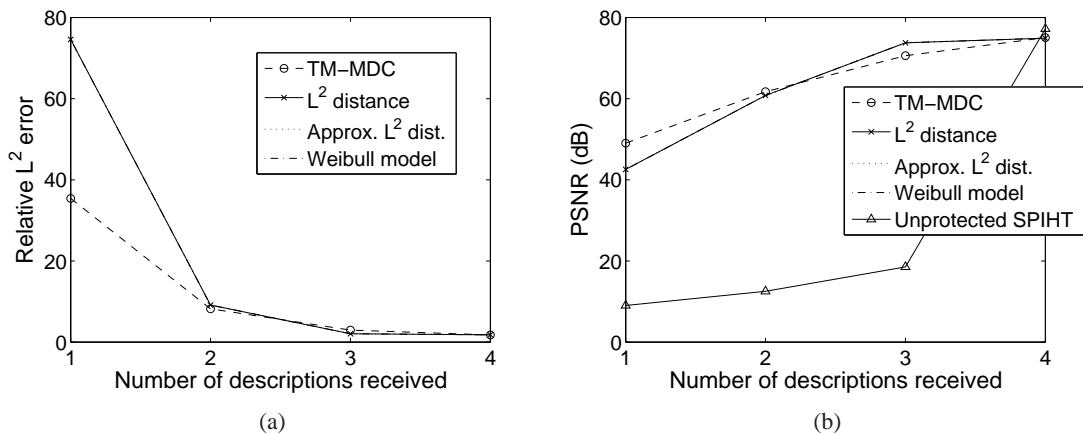 80
60
40
20
0
Relative L² error
TM−MDC
L² distance
Approx. L² dist.
Weibull model
1 2 3 4
Number of descriptions received
(a)
80
60
40
20
0
PSNR (dB)
TM−MDC
L² distance
Approx. L² dist.
Weibull model
Unprotected SPIHT
1 2 3 4
Number of descriptions received
(b)